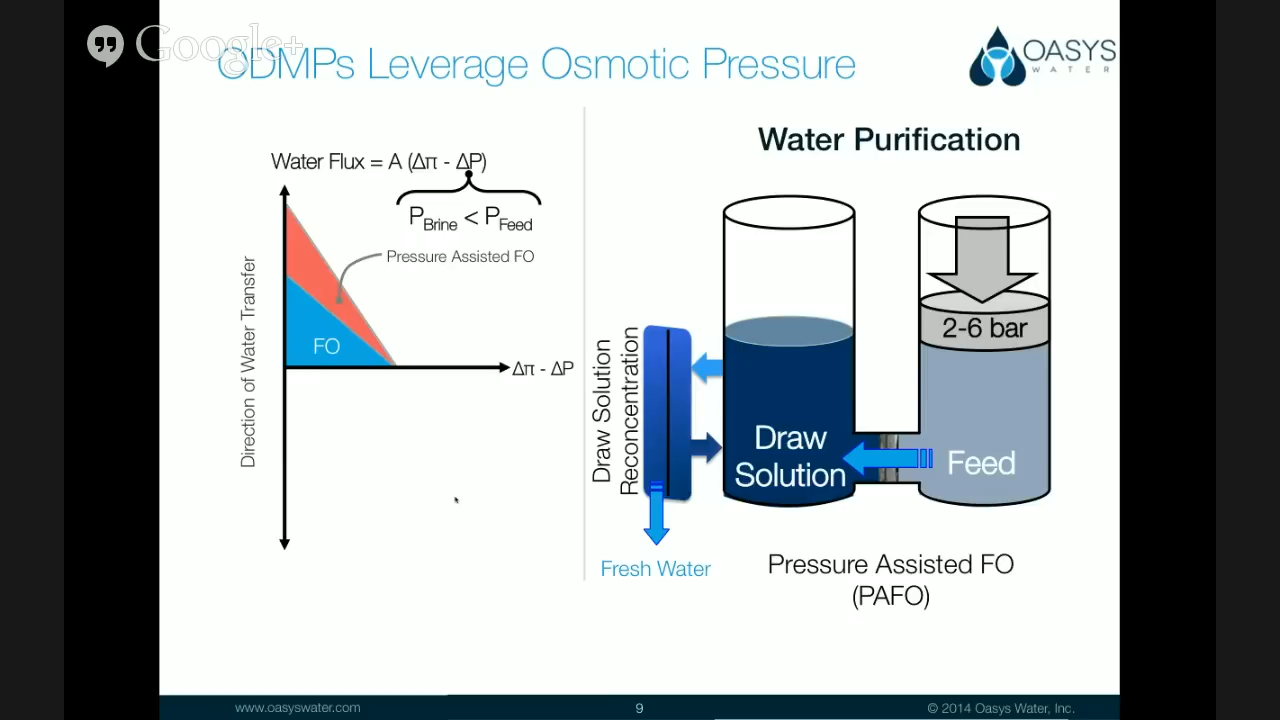 Google+
ODMPs Leverage Osmotic Pressure
OASYS
WATER
Water Flux = A (Δπ - ΔP)
P_Brine < P_Feed
Pressure Assisted FO
Direction of Water Transfer
FO
Δπ - ΔP
Water Purification
2-6 bar
Draw Solution
Reconcentration
Draw
Solution
Feed
Fresh Water
Pressure Assisted FO
(PAFO)
www.oasyswater.com
9
© 2014 Oasys Water, Inc.